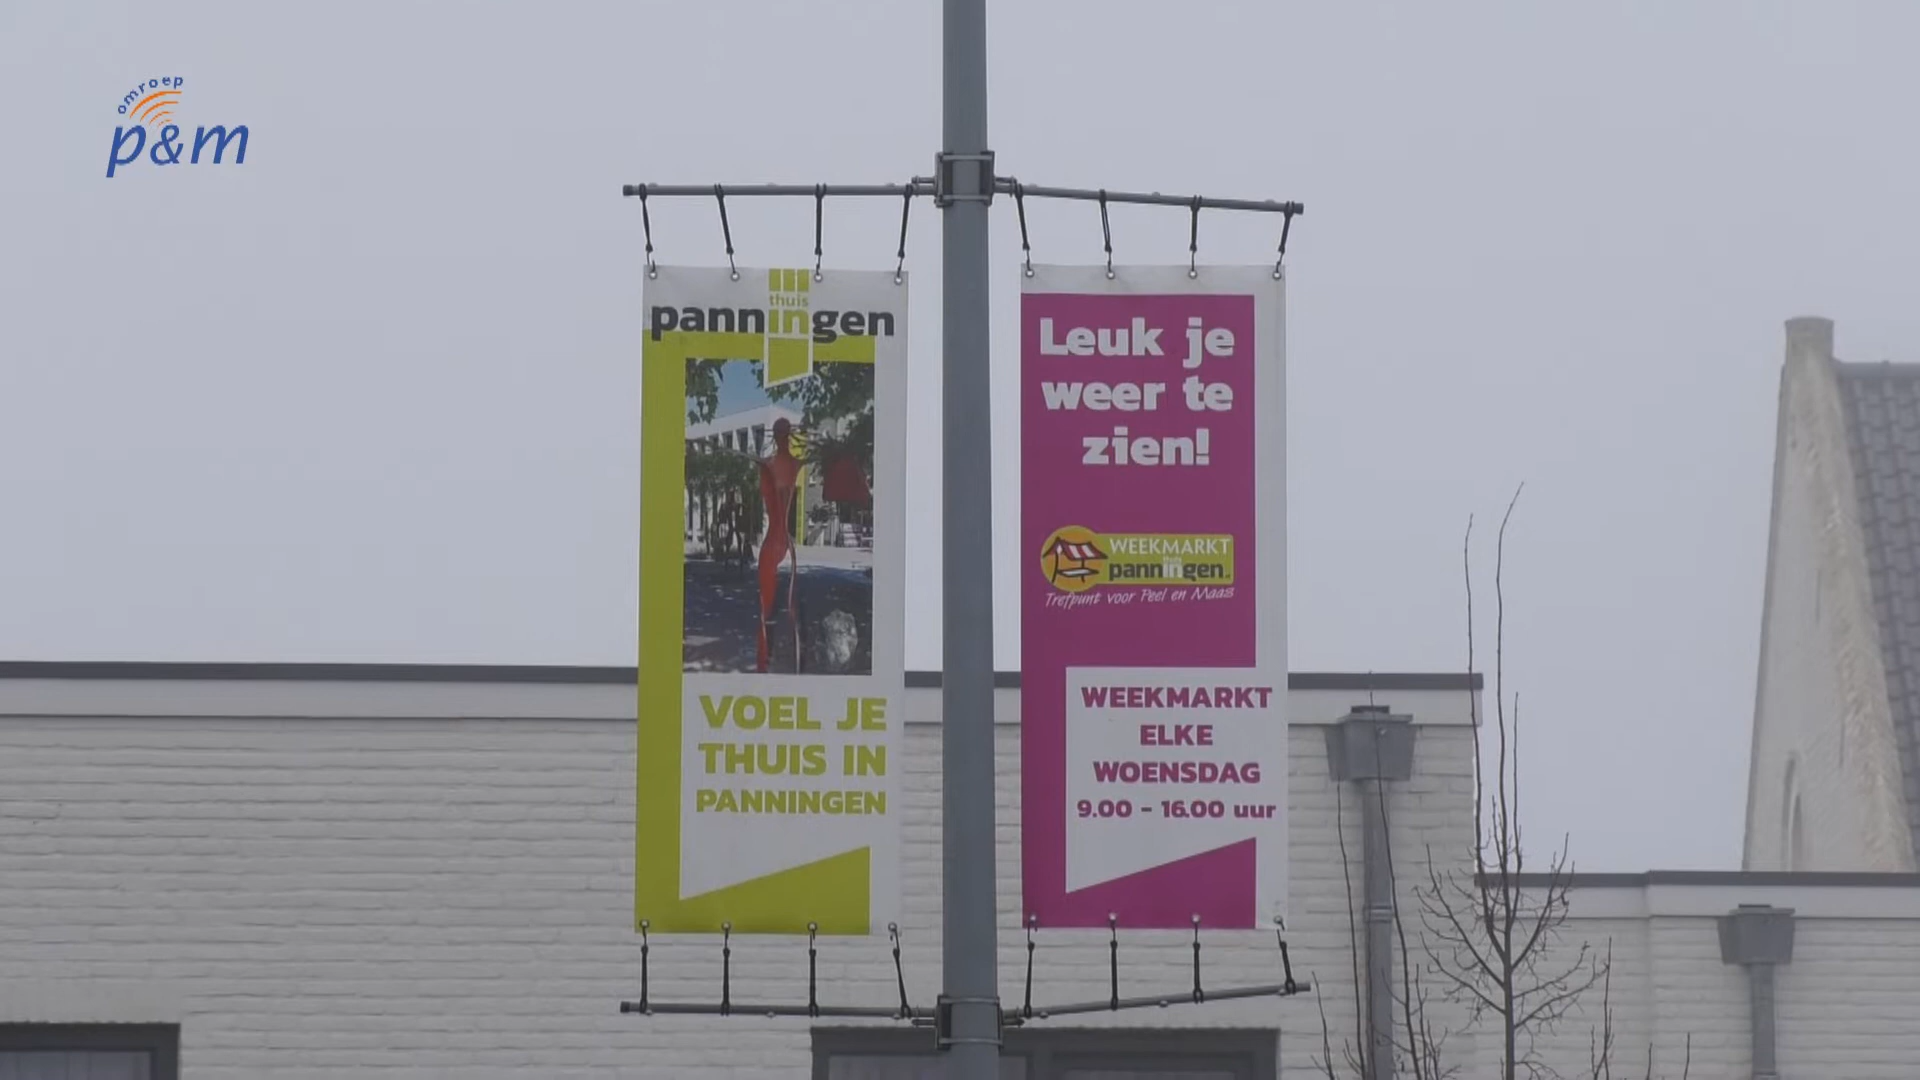 omroep
p&m
thuis
panningen
VOEL JE
THUIS IN
PANNINGEN
Leuk je
weer te
zien!
WEEKMARKT
panningen
Trefpunt voor Peel en Maas
WEEKMARKT
ELKE
WOENSDAG
9.00 - 16.00 uur